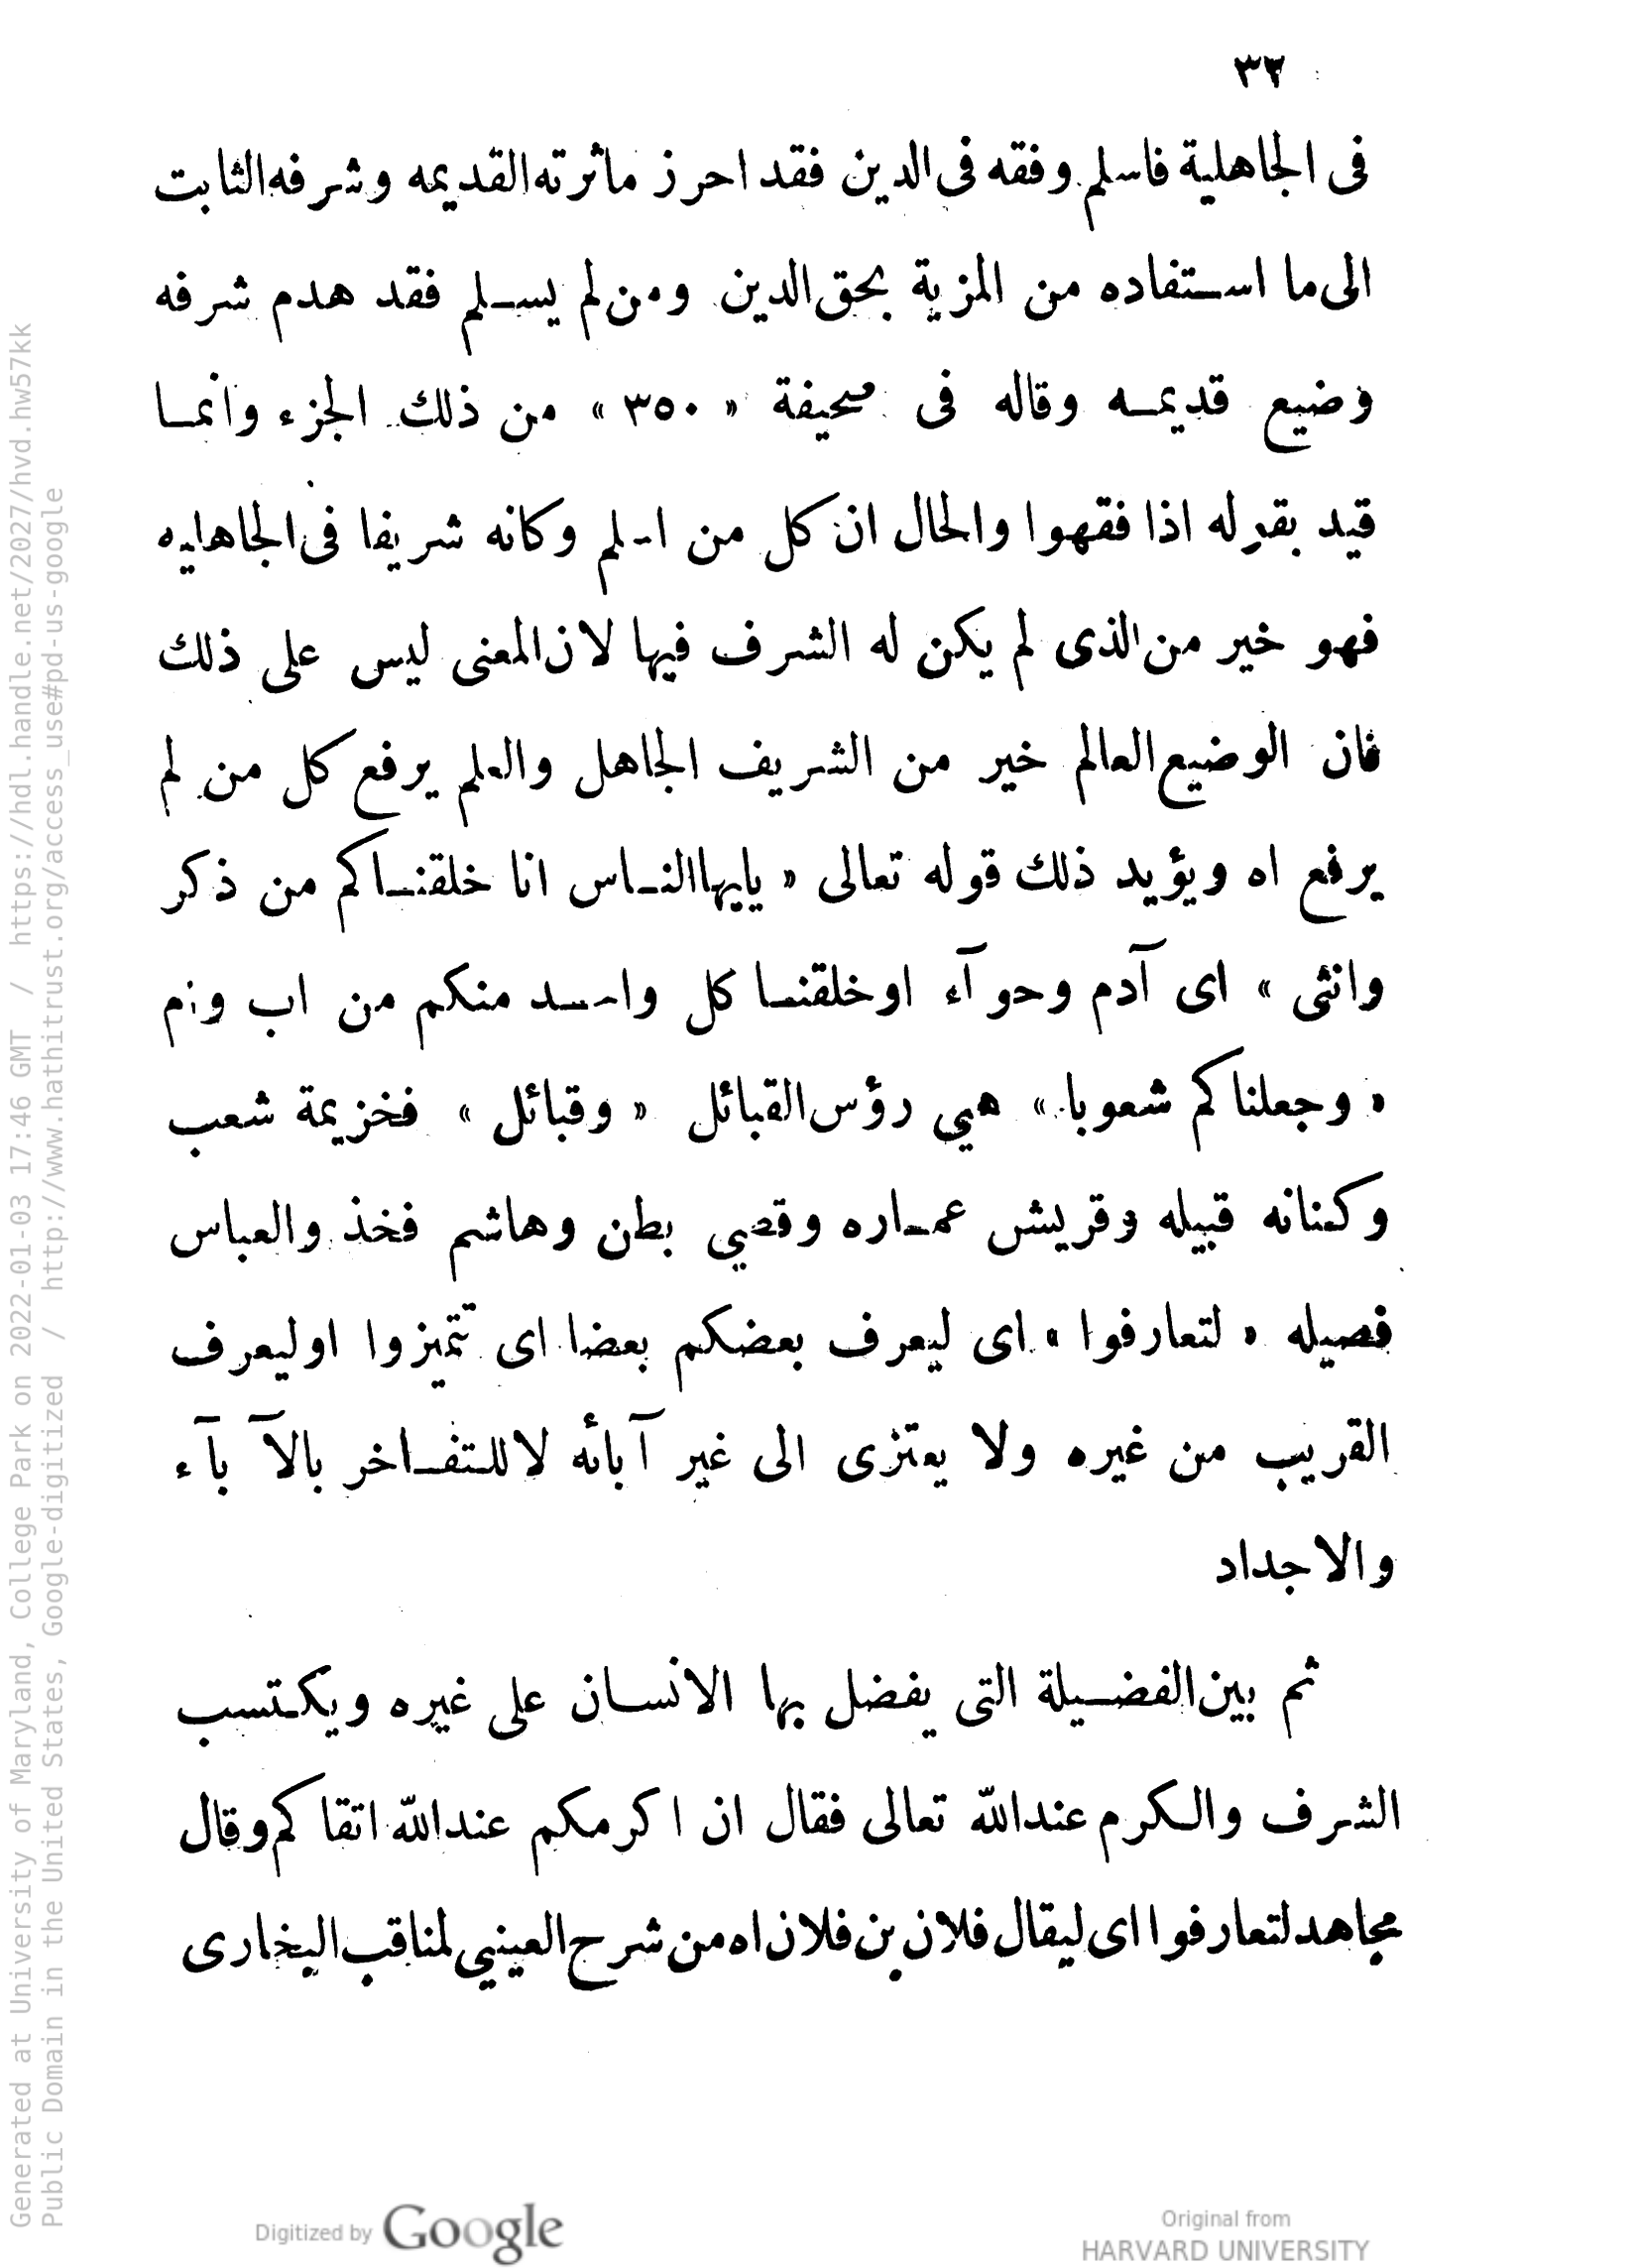 ٣٢
فى الجاهلية فاسلم وفقه فى الدين فقد احرز ماثرته القديمه وشرفه الثابت
الى ما استفاده من المزية بحق الدين ومن لم يسلم فقد هدم شرفه
وضيع قديمه وقاله فى صحيفة « ٣٥٠ » من ذلك الجزء وانما
قيد بقوله اذا فقهوا والحال ان كل من اسلم وكانه شريفا فى الجاهليه
فهو خير من الذى لم يكن له الشرف فيها لان المعنى ليس على ذلك
فان الوضيع العالم خير من الشريف الجاهل والعلم يرفع كل من لم
يرفع اه ويؤيد ذلك قوله تعالى « يايها الناس انا خلقناكم من ذكر
وانثى » اى آدم وحوآء اوخلقنا كل واحد منكم من اب وام
« وجعلناكم شعوبا » هي رؤس القبائل « وقبائل » فخزيمة شعب
وكنانه قبيله وقريش عماره وقصي بطن وهاشم فخذ والعباس
فصيله « لتعارفوا » اى ليعرف بعضكم بعضا اى تتميزوا اوليعرف
القريب من غيره ولا يعتزى الى غير آبائه لا للتفاخر بالآ بآء
والاجداد
ثم بين الفضيلة التى يفضل بها الانسان على غيره ويكتسب
الشرف والكرم عندالله تعالى فقال ان اكرمكم عندالله اتقاكم وقال
مجاهد لتعارفوا اى ليقال فلان بن فلان اه من شرح العيني لمناقب البخارى
Generated at University of Maryland, College Park on 2022-01-03 17:46 GMT / https://hdl.handle.net/2027/hvd.hw57kk
Public Domain in the United States, Google-digitized / http://www.hathitrust.org/access_use#pd-us-google
Digitized by Google
Original from
HARVARD UNIVERSITY